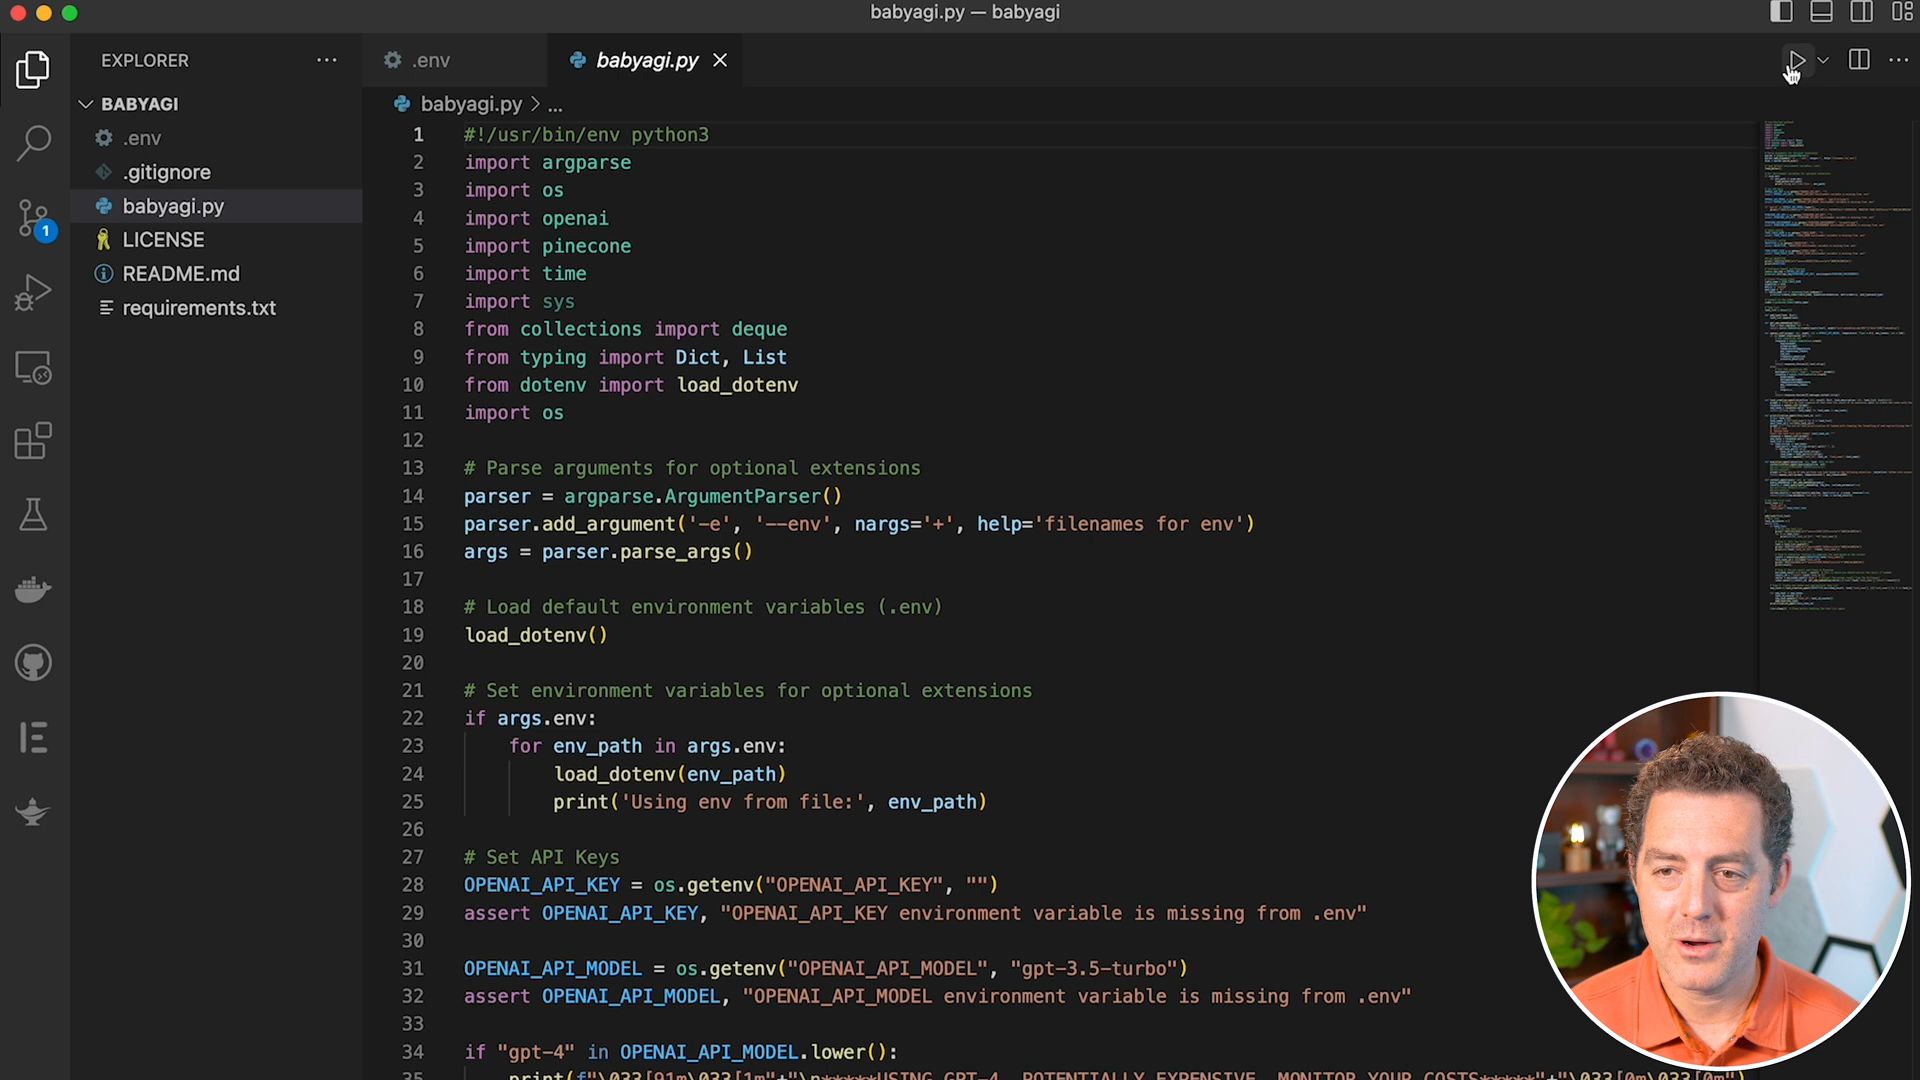 babyagi.py — babyagi
EXPLORER
.env
babyagi.py
BABYAGI
.env
.gitignore
babyagi.py
LICENSE
README.md
requirements.txt
1
babyagi.py > ...
1 #!/usr/bin/env python3
2 import argparse
3 import os
4 import openai
5 import pinecone
6 import time
7 import sys
8 from collections import deque
9 from typing import Dict, List
10 from dotenv import load_dotenv
11 import os
12
13 # Parse arguments for optional extensions
14 parser = argparse.ArgumentParser()
15 parser.add_argument('-e', '--env', nargs='+', help='filenames for env')
16 args = parser.parse_args()
17
18 # Load default environment variables (.env)
19 load_dotenv()
20
21 # Set environment variables for optional extensions
22 if args.env:
23 for env_path in args.env:
24 load_dotenv(env_path)
25 print('Using env from file:', env_path)
26
27 # Set API Keys
28 OPENAI_API_KEY = os.getenv("OPENAI_API_KEY", "")
29 assert OPENAI_API_KEY, "OPENAI_API_KEY environment variable is missing from .env"
30
31 OPENAI_API_MODEL = os.getenv("OPENAI_API_MODEL", "gpt-3.5-turbo")
32 assert OPENAI_API_MODEL, "OPENAI_API_MODEL environment variable is missing from .env"
33
34 if "gpt-4" in OPENAI_API_MODEL.lower():
35 print(f"\033[91m\033[1m"+"\n*****USING GPT-4. POTENTIALLY EXPENSIVE. MONITOR YOUR COSTS*****"+"\033[0m\033[0m")